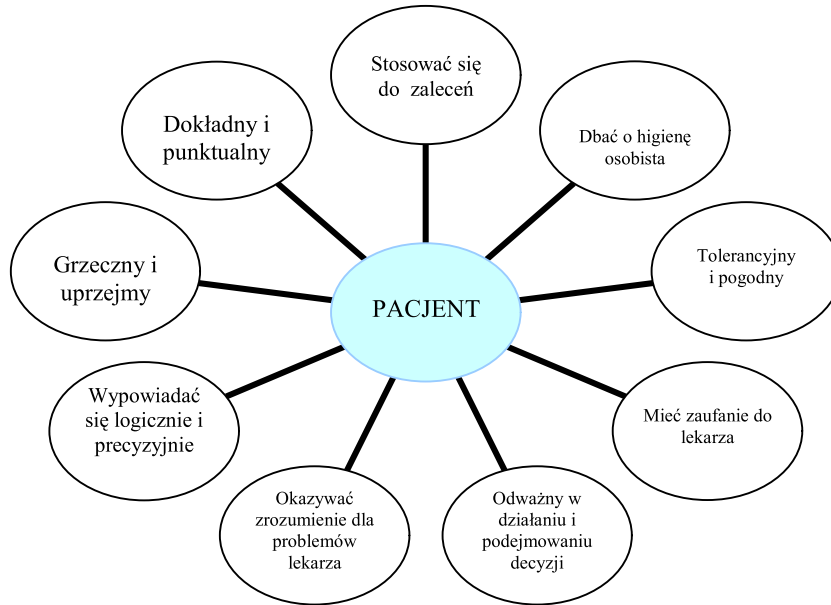 Stosować się
do zaleceń
Dbać o higienę
osobista
Tolerancyjny
i pogodny
Mieć zaufanie do
lekarza
Odważny w
działaniu i
podejmowaniu
decyzji
Okazywać
zrozumienie dla
problemów
lekarza
Wypowiadać
się logicznie i
precyzyjnie
Grzeczny i
uprzejmy
Dokładny i
punktualny
PACJENT